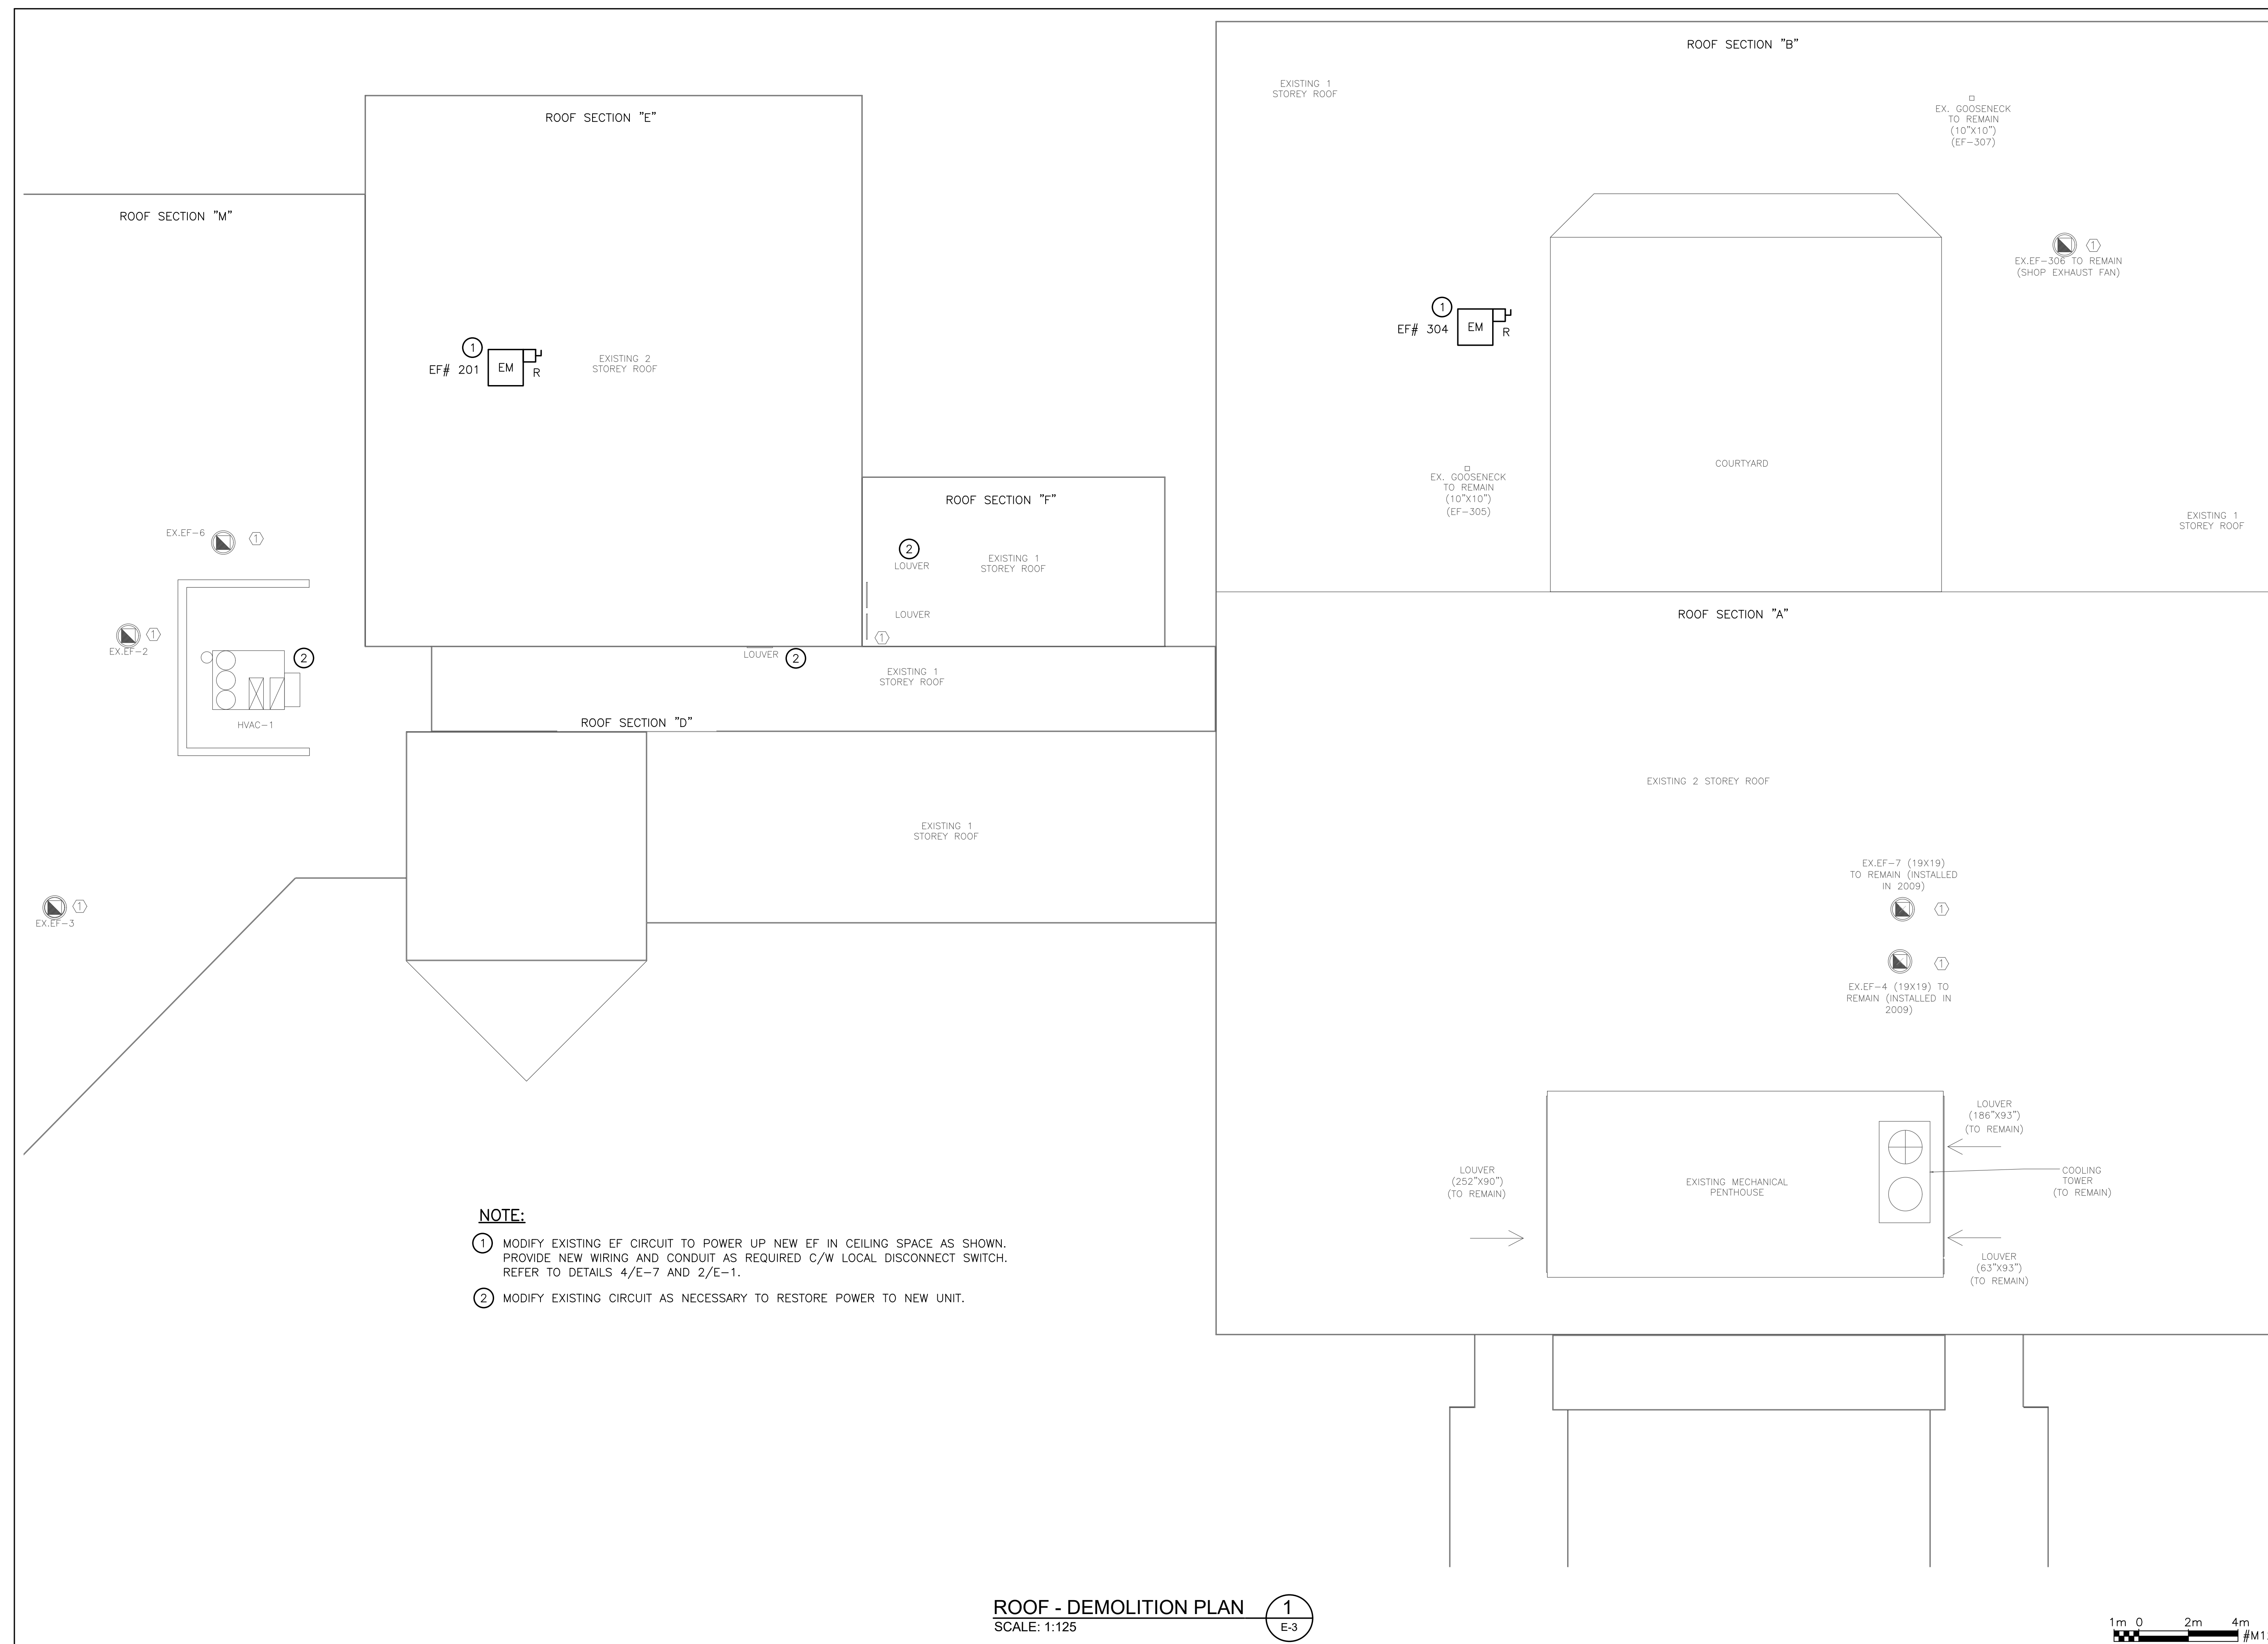 ROOF SECTION "B"
EXISTING 1
STOREY ROOF
EX. GOOSENECK
TO REMAIN
(10"X10")
(EF-307)
ROOF SECTION "E"
ROOF SECTION "M"
1
EX.EF-306 TO REMAIN
(SHOP EXHAUST FAN)
1
EF# 304
EM
R
1
EF# 201
EM
R
EXISTING 2
STOREY ROOF
COURTYARD
EX. GOOSENECK
TO REMAIN
(10"X10")
(EF-305)
EXISTING 1
STOREY ROOF
ROOF SECTION "F"
2
LOUVER
EXISTING 1
STOREY ROOF
LOUVER
1
EX.EF-6
1
1
EX.EF-2
2
HVAC-1
LOUVER
2
EXISTING 1
STOREY ROOF
ROOF SECTION "D"
ROOF SECTION "A"
EXISTING 2 STOREY ROOF
EXISTING 1
STOREY ROOF
EX.EF-7 (19X19)
TO REMAIN (INSTALLED
IN 2009)
1
1
EX.EF-4 (19X19) TO
REMAIN (INSTALLED IN
2009)
1
EX.EF-3
LOUVER
(186"X93")
(TO REMAIN)
LOUVER
(252"X90")
(TO REMAIN)
EXISTING MECHANICAL
PENTHOUSE
COOLING
TOWER
(TO REMAIN)
LOUVER
(63"X93")
(TO REMAIN)
NOTE:
1 MODIFY EXISTING EF CIRCUIT TO POWER UP NEW EF IN CEILING SPACE AS SHOWN.
PROVIDE NEW WIRING AND CONDUIT AS REQUIRED C/W LOCAL DISCONNECT SWITCH.
REFER TO DETAILS 4/E-7 AND 2/E-1.
2 MODIFY EXISTING CIRCUIT AS NECESSARY TO RESTORE POWER TO NEW UNIT.
ROOF - DEMOLITION PLAN
SCALE: 1:125
1
E-3
1m 0 2m 4m